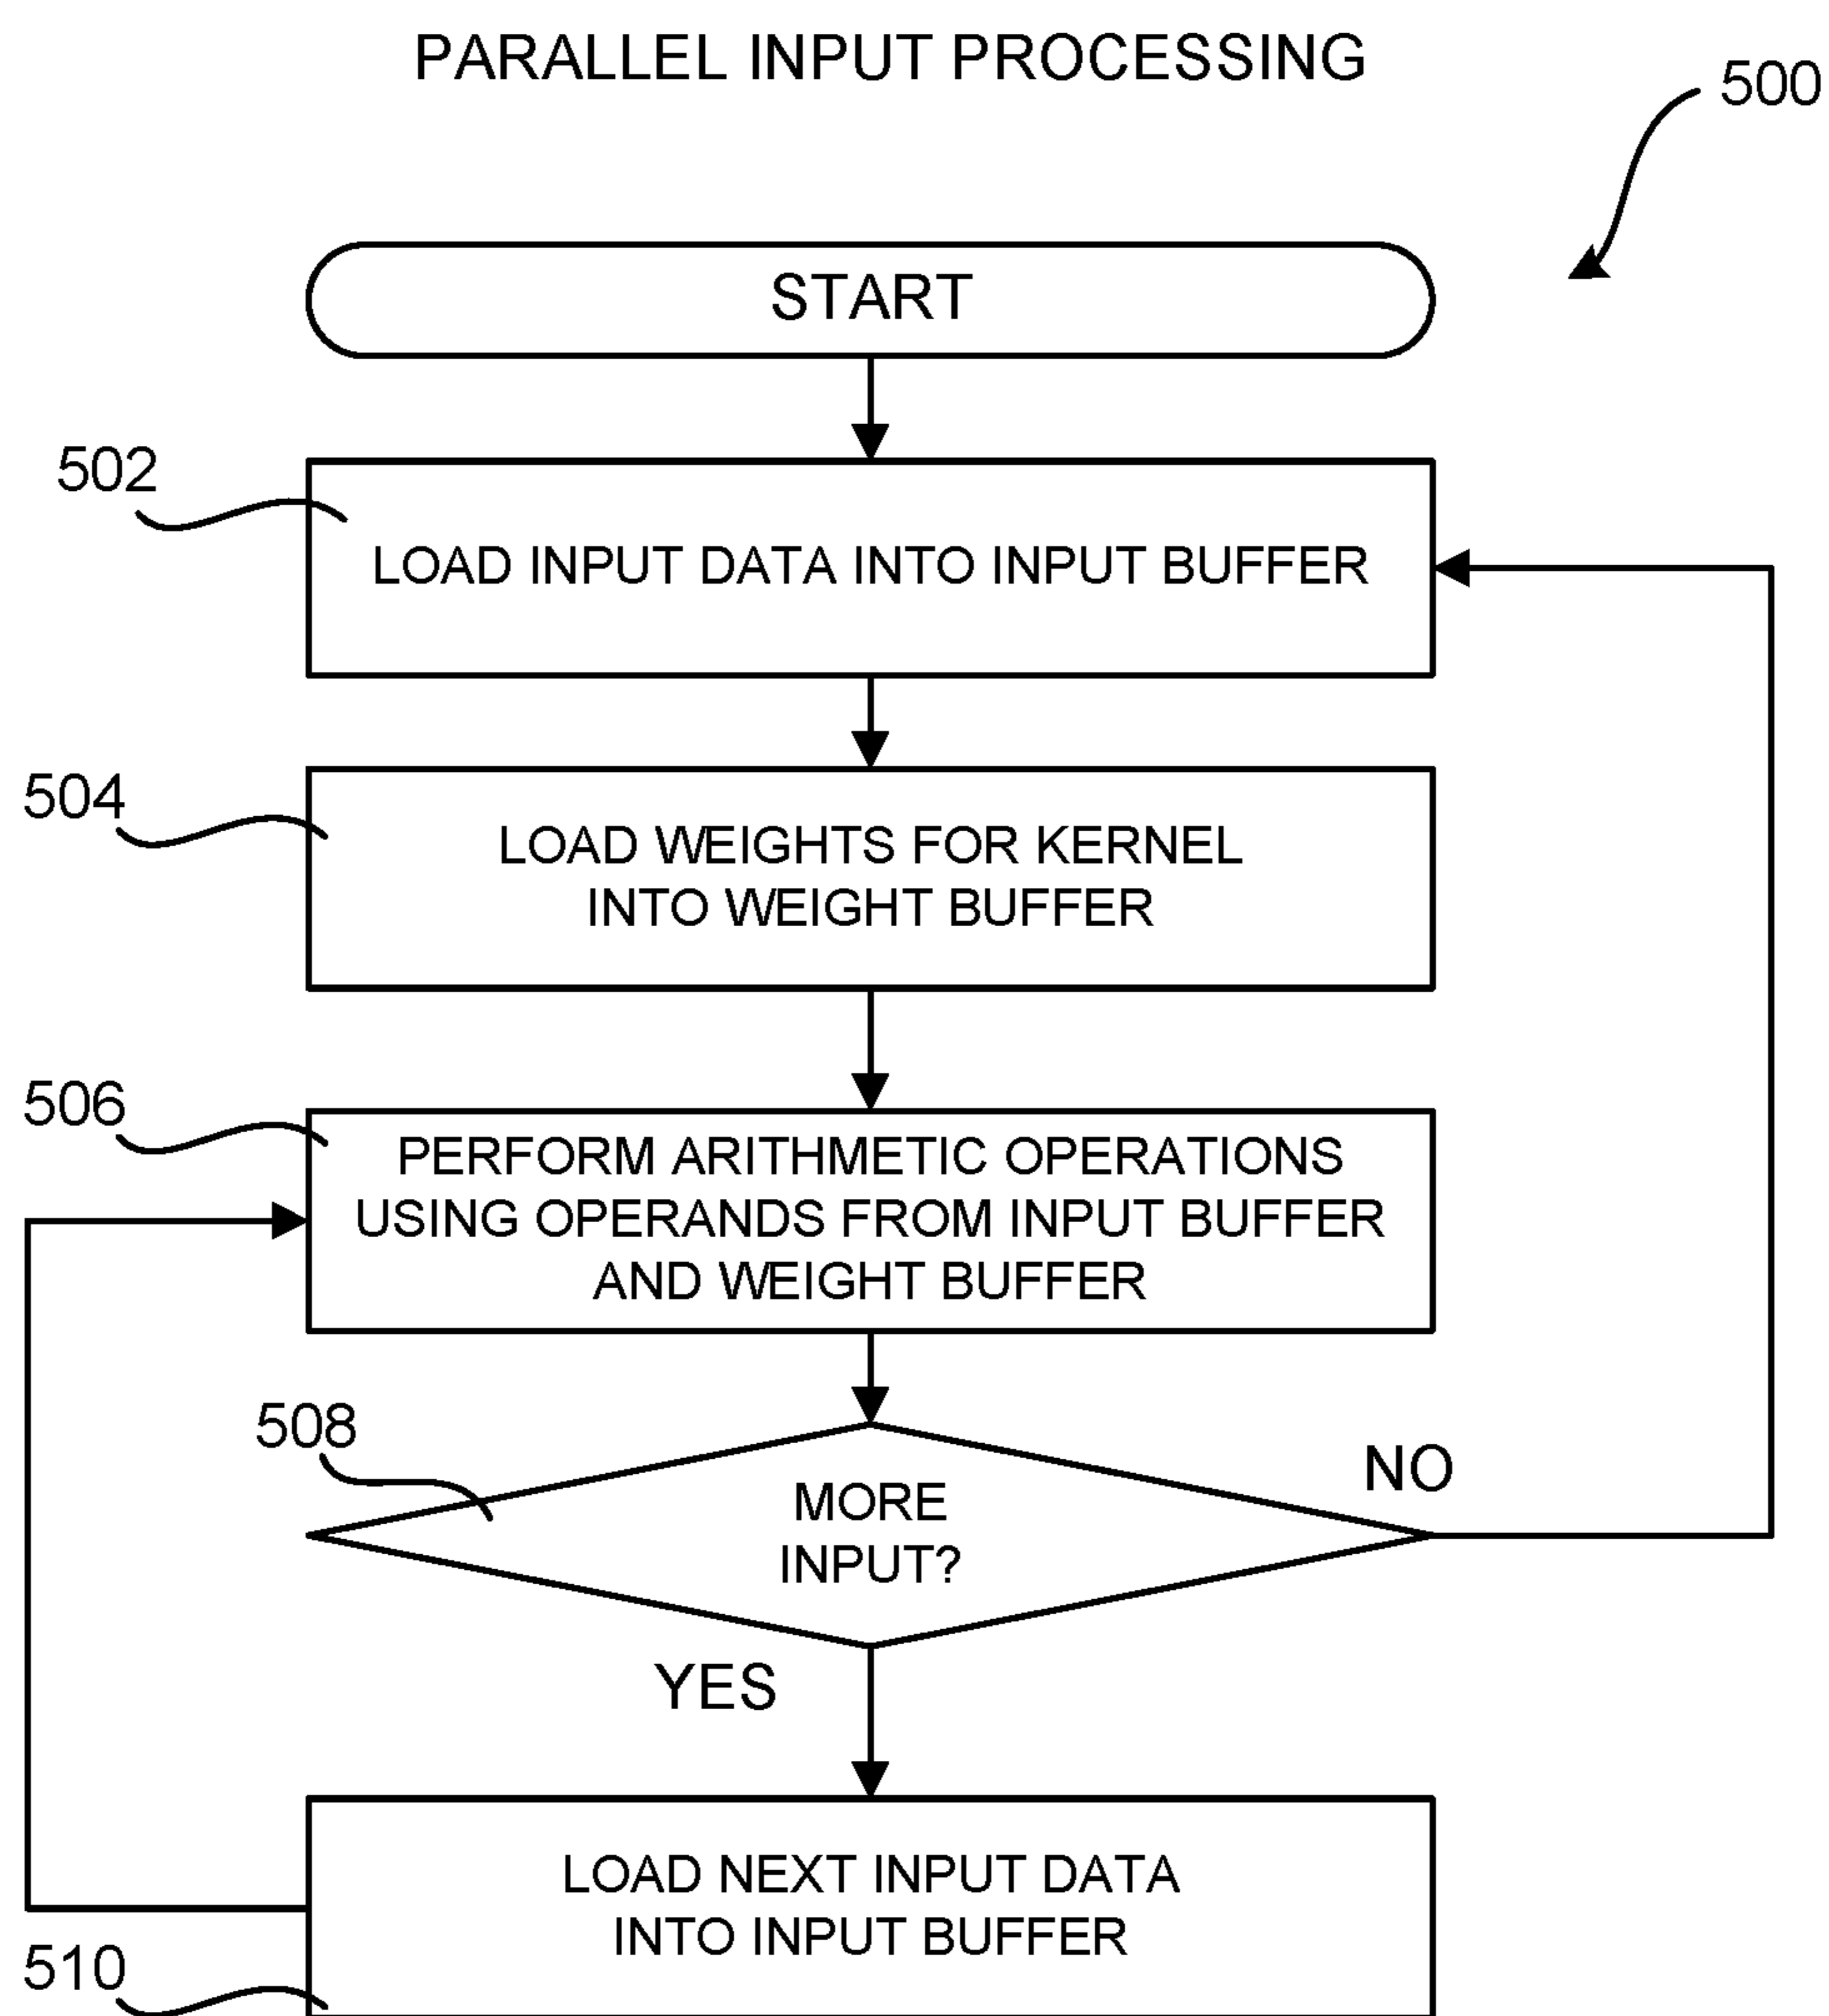 PARALLEL INPUT PROCESSING
500
START
502
LOAD INPUT DATA INTO INPUT BUFFER
504
LOAD WEIGHTS FOR KERNEL
INTO WEIGHT BUFFER
506
PERFORM ARITHMETIC OPERATIONS
USING OPERANDS FROM INPUT BUFFER
AND WEIGHT BUFFER
508
MORE
INPUT?
NO
YES
LOAD NEXT INPUT DATA
INTO INPUT BUFFER
510